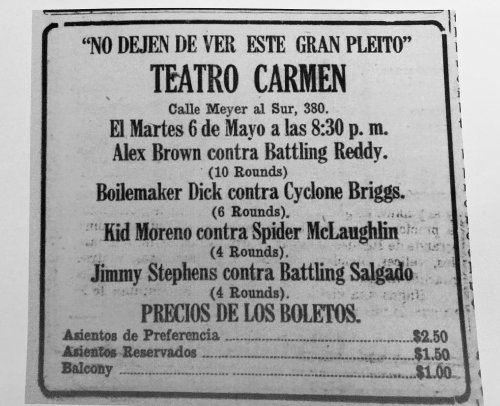 "NO DEJEN DE VER ESTE GRAN PLEITO"
TEATRO CARMEN
Calle Meyer al Sur, 380.
El Martes 6 de Mayo a las 8:30 p. m.
Alex Brown contra Battling Reddy.
(10 Rounds)
Boilemaker Dick contra Cyclone Briggs.
(6 Rounds).
Kid Moreno contra Spider McLaughlin
(4 Rounds).
Jimmy Stephens contra Battling Salgado
(4 Rounds).
PRECIOS DE LOS BOLETOS.
Asientos de Preferencia ........ $2.50
Asientos Reservados ........ $1.50
Balcony ........ $1.00